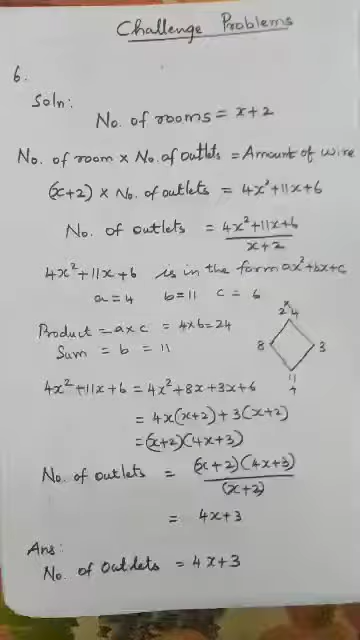 Challenge Problems
6.
Soln:
No. of rooms = x+2
No. of room x No. of outlets = Amount of wire
(x+2) x No. of outlets = 4x²+11x+6
No. of outlets = 4x²+11x+6 / x+2
4x²+11x+6 is in the form ax²+bx+c
a=4 b=11 c=6
x
24
Product = axc = 4x6=24
Sum = b = 11
8 3
11
+
4x²+11x+6 = 4x²+8x+3x+6
= 4x(x+2)+3(x+2)
= (x+2)(4x+3)
No. of outlets = (x+2)(4x+3) / (x+2)
= 4x+3
Ans:
No. of outlets = 4x+3